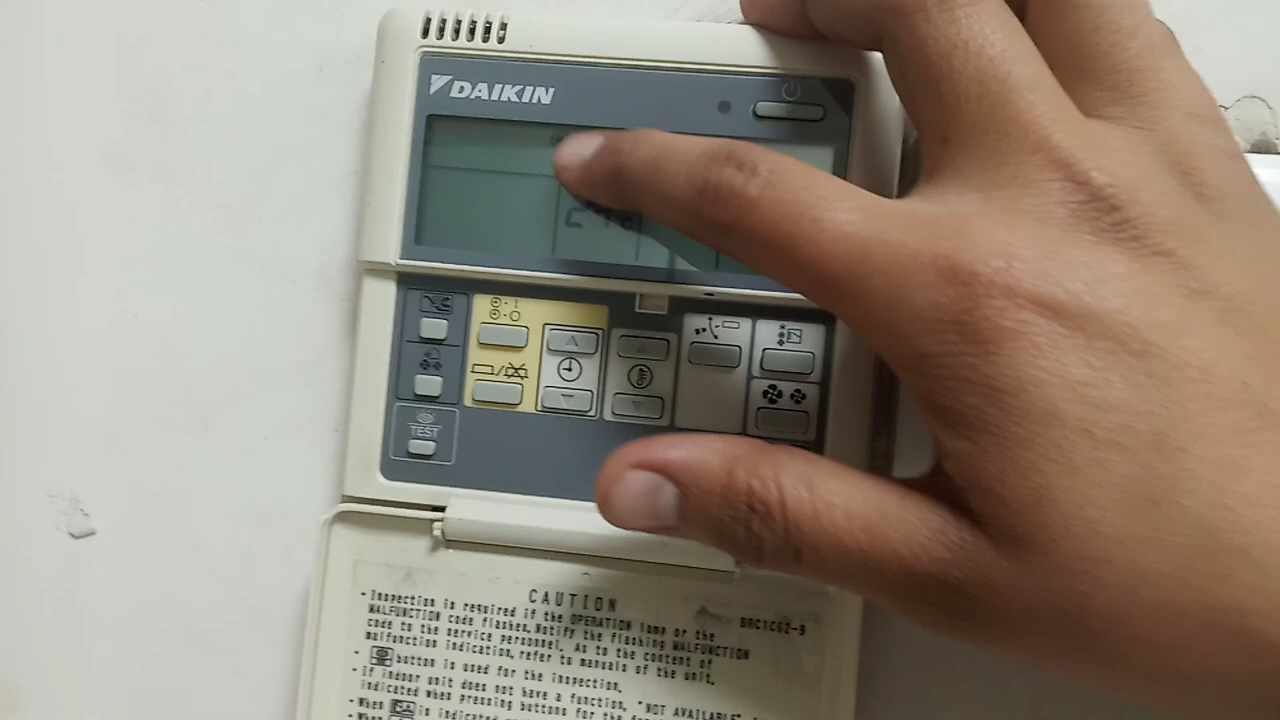 DAIKIN
TEST
CAUTION
BRC1C62-9
- Inspection is required if the OPERATION lamp or the
MALFUNCTION code flashes. Notify the flashing MALFUNCTION
code to the service personnel. As to the content of
malfunction indication, refer to manuals of the unit.
- button is used for the inspection.
- If indoor unit does not have a function, "NOT AVAILABLE"
indicated when pressing buttons for the
- When is indicated
- When